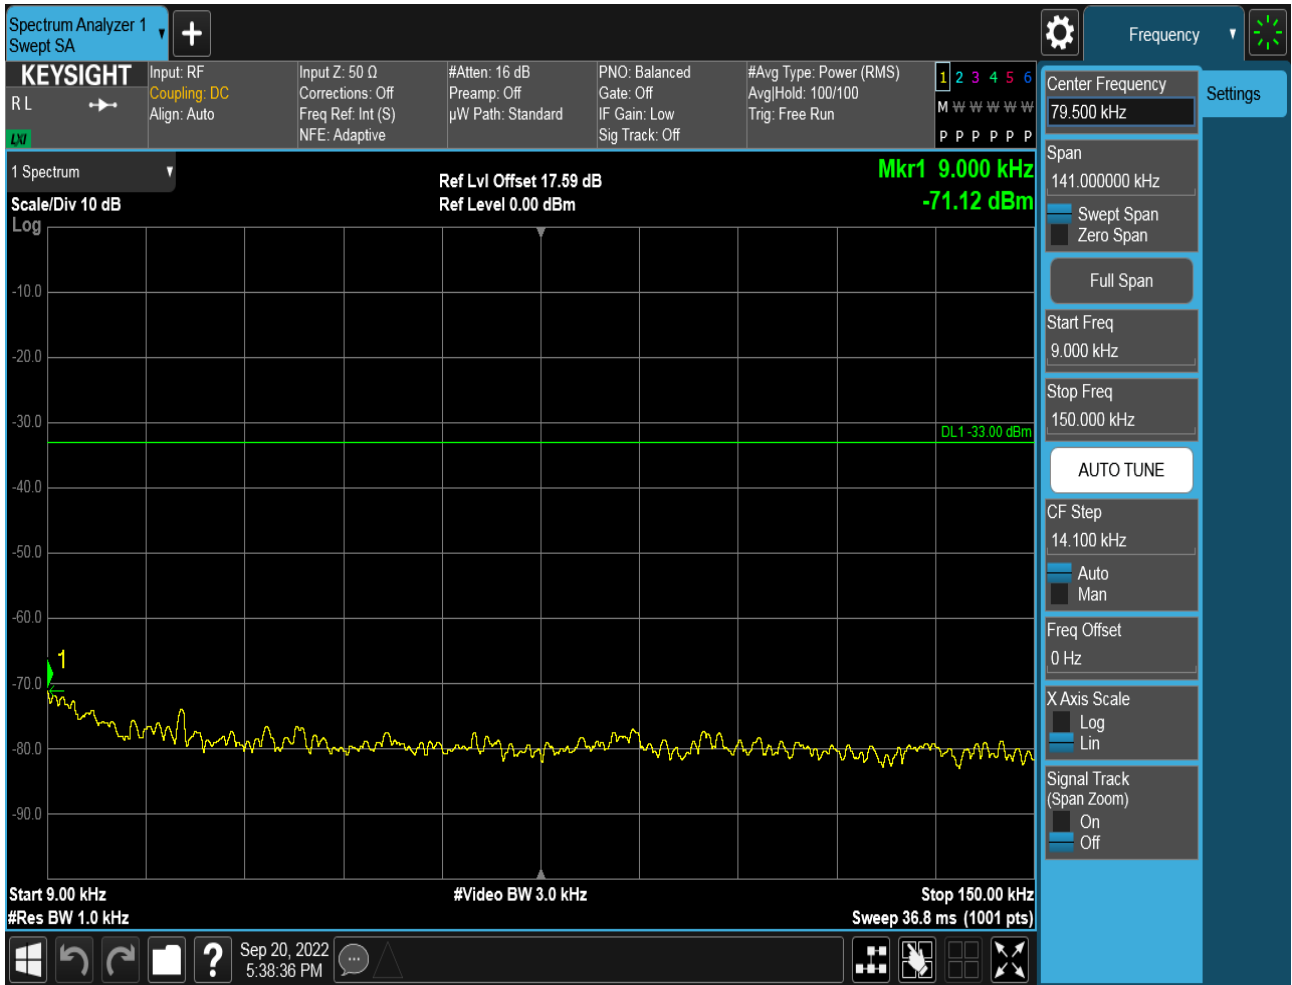 Spectrum Analyzer 1
Swept SA
Frequency
KEYSIGHT
R L
LXI
Input: RF
Coupling: DC
Align: Auto
Input Z: 50 Ω
Corrections: Off
Freq Ref: Int (S)
NFE: Adaptive
#Atten: 16 dB
Preamp: Off
µW Path: Standard
PNO: Balanced
Gate: Off
IF Gain: Low
Sig Track: Off
#Avg Type: Power (RMS)
Avg|Hold: 100/100
Trig: Free Run
1 2 3 4 5 6
M W W W W W
P P P P P P
1 Spectrum
Scale/Div 10 dB
Log
Ref Lvl Offset 17.59 dB
Ref Level 0.00 dBm
Mkr1 9.000 kHz
-71.12 dBm
-10.0
-20.0
-30.0
DL1 -33.00 dBm
-40.0
-50.0
-60.0
1
-70.0
-80.0
-90.0
Start 9.00 kHz
#Res BW 1.0 kHz
#Video BW 3.0 kHz
Stop 150.00 kHz
Sweep 36.8 ms (1001 pts)
Center Frequency
79.500 kHz
Settings
Span
141.000000 kHz
Swept Span
Zero Span
Full Span
Start Freq
9.000 kHz
Stop Freq
150.000 kHz
AUTO TUNE
CF Step
14.100 kHz
Auto
Man
Freq Offset
0 Hz
X Axis Scale
Log
Lin
Signal Track
(Span Zoom)
On
Off
?
Sep 20, 2022
5:38:36 PM